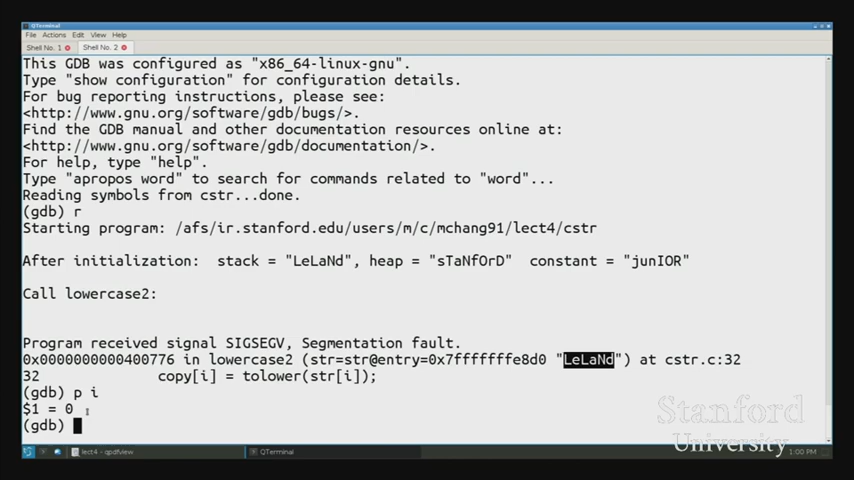 QTerminal
File Actions Edit View Help
Shell No. 1 Shell No. 2
This GDB was configured as "x86_64-linux-gnu".
Type "show configuration" for configuration details.
For bug reporting instructions, please see:
<http://www.gnu.org/software/gdb/bugs/>.
Find the GDB manual and other documentation resources online at:
<http://www.gnu.org/software/gdb/documentation/>.
For help, type "help".
Type "apropos word" to search for commands related to "word"...
Reading symbols from cstr...done.
(gdb) r
Starting program: /afs/ir.stanford.edu/users/m/c/mchang91/lect4/cstr
After initialization: stack = "LeLaNd", heap = "sTaNfOrD" constant = "junIOR"
Call lowercase2:
Program received signal SIGSEGV, Segmentation fault.
0x0000000000400776 in lowercase2 (str=str@entry=0x7fffffffe8d0 "LeLaNd") at cstr.c:32
32 copy[i] = tolower(str[i]);
(gdb) p i
$1 = 0
(gdb)
Stanford
University
lect4 - qpdfview QTerminal 1:00 PM